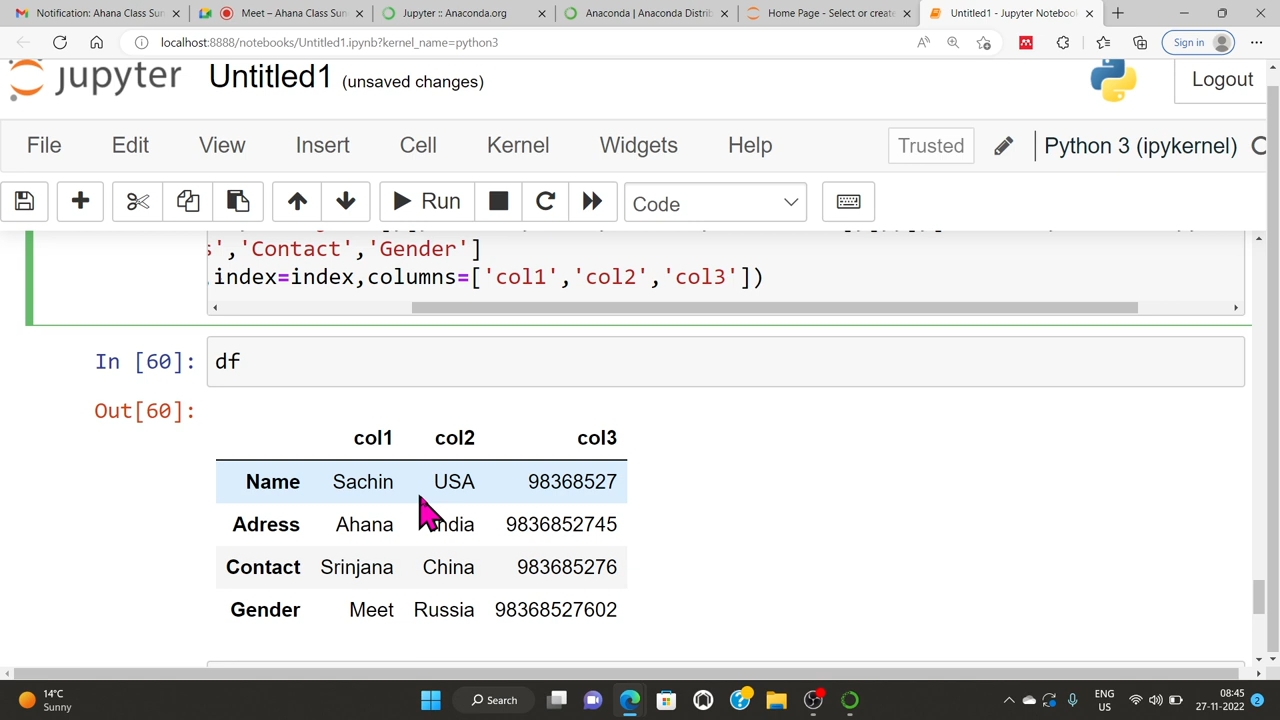 Notification: Ahana Class Sun
Meet – Ahana Class Sunda
Jupyter :: Anaconda.org
Anaconda | Anaconda Distrib
Home Page - Select or create
Untitled1 - Jupyter Notebook
localhost:8888/notebooks/Untitled1.ipynb?kernel_name=python3
Sign in
jupyter Untitled1 (unsaved changes)
Logout
File Edit View Insert Cell Kernel Widgets Help
Trusted
Python 3 (ipykernel)
Run
Code
','Contact','Gender']
index=index,columns=['col1','col2','col3'])
In [60]: df
Out[60]:
col1 col2 col3
Name Sachin USA 98368527
Adress Ahana India 9836852745
Contact Srinjana China 983685276
Gender Meet Russia 98368527602
14°C
Sunny
Search
ENG
US
08:45
27-11-2022
2